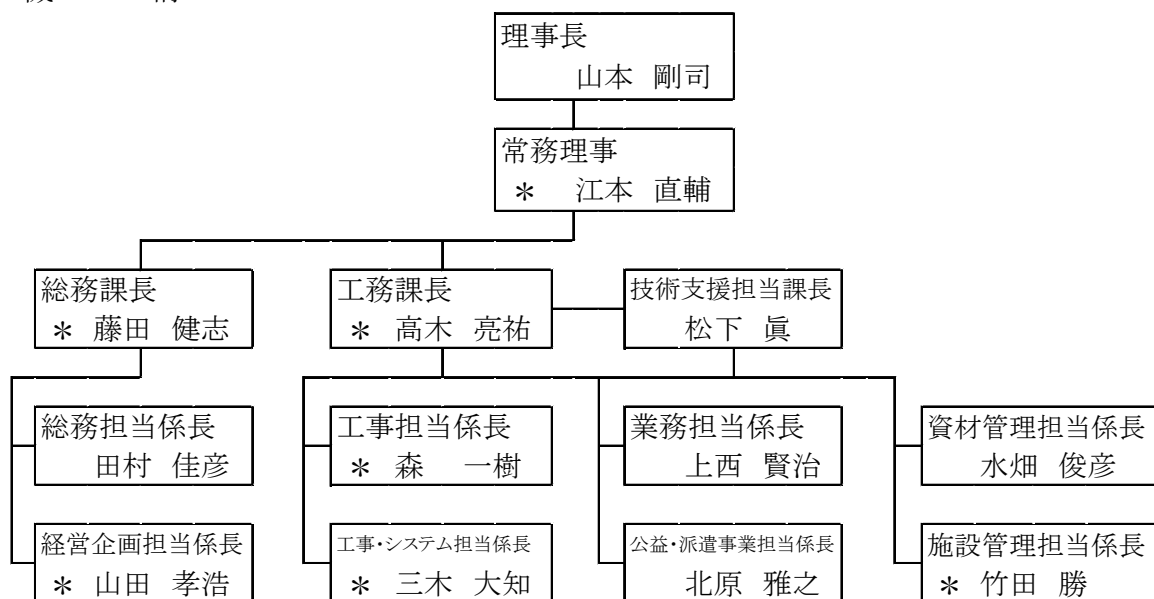 理事長
山本 剛司
常務理事
＊ 江本 直輔
総務課長
＊ 藤田 健志
工務課長
＊ 高木 亮祐
技術支援担当課長
松下 眞
総務担当係長
田村 佳彦
工事担当係長
＊ 森 一樹
業務担当係長
上西 賢治
資材管理担当係長
水畑 俊彦
経営企画担当係長
＊ 山田 孝浩
工事・システム担当係長
＊ 三木 大知
公益・派遣事業担当係長
北原 雅之
施設管理担当係長
＊ 竹田 勝